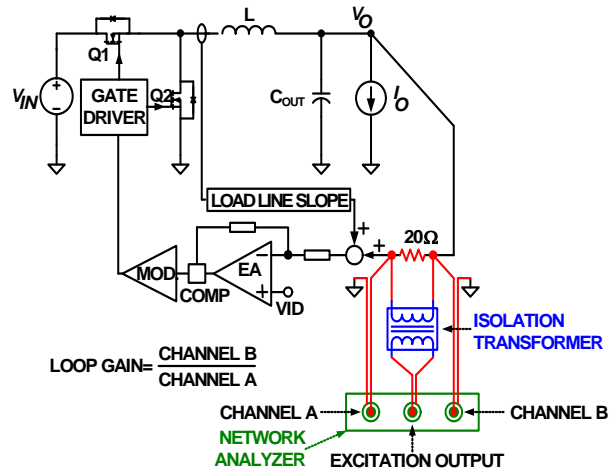 L
V_O
Q1
V_IN
+
−
GATE
DRIVER
Q2
C_OUT
I_O
LOAD LINE SLOPE
+
+
20Ω
MOD.
COMP
EA
−
+
VID
ISOLATION
TRANSFORMER
LOOP GAIN= CHANNEL B
CHANNEL A
CHANNEL A
CHANNEL B
NETWORK
ANALYZER
EXCITATION OUTPUT